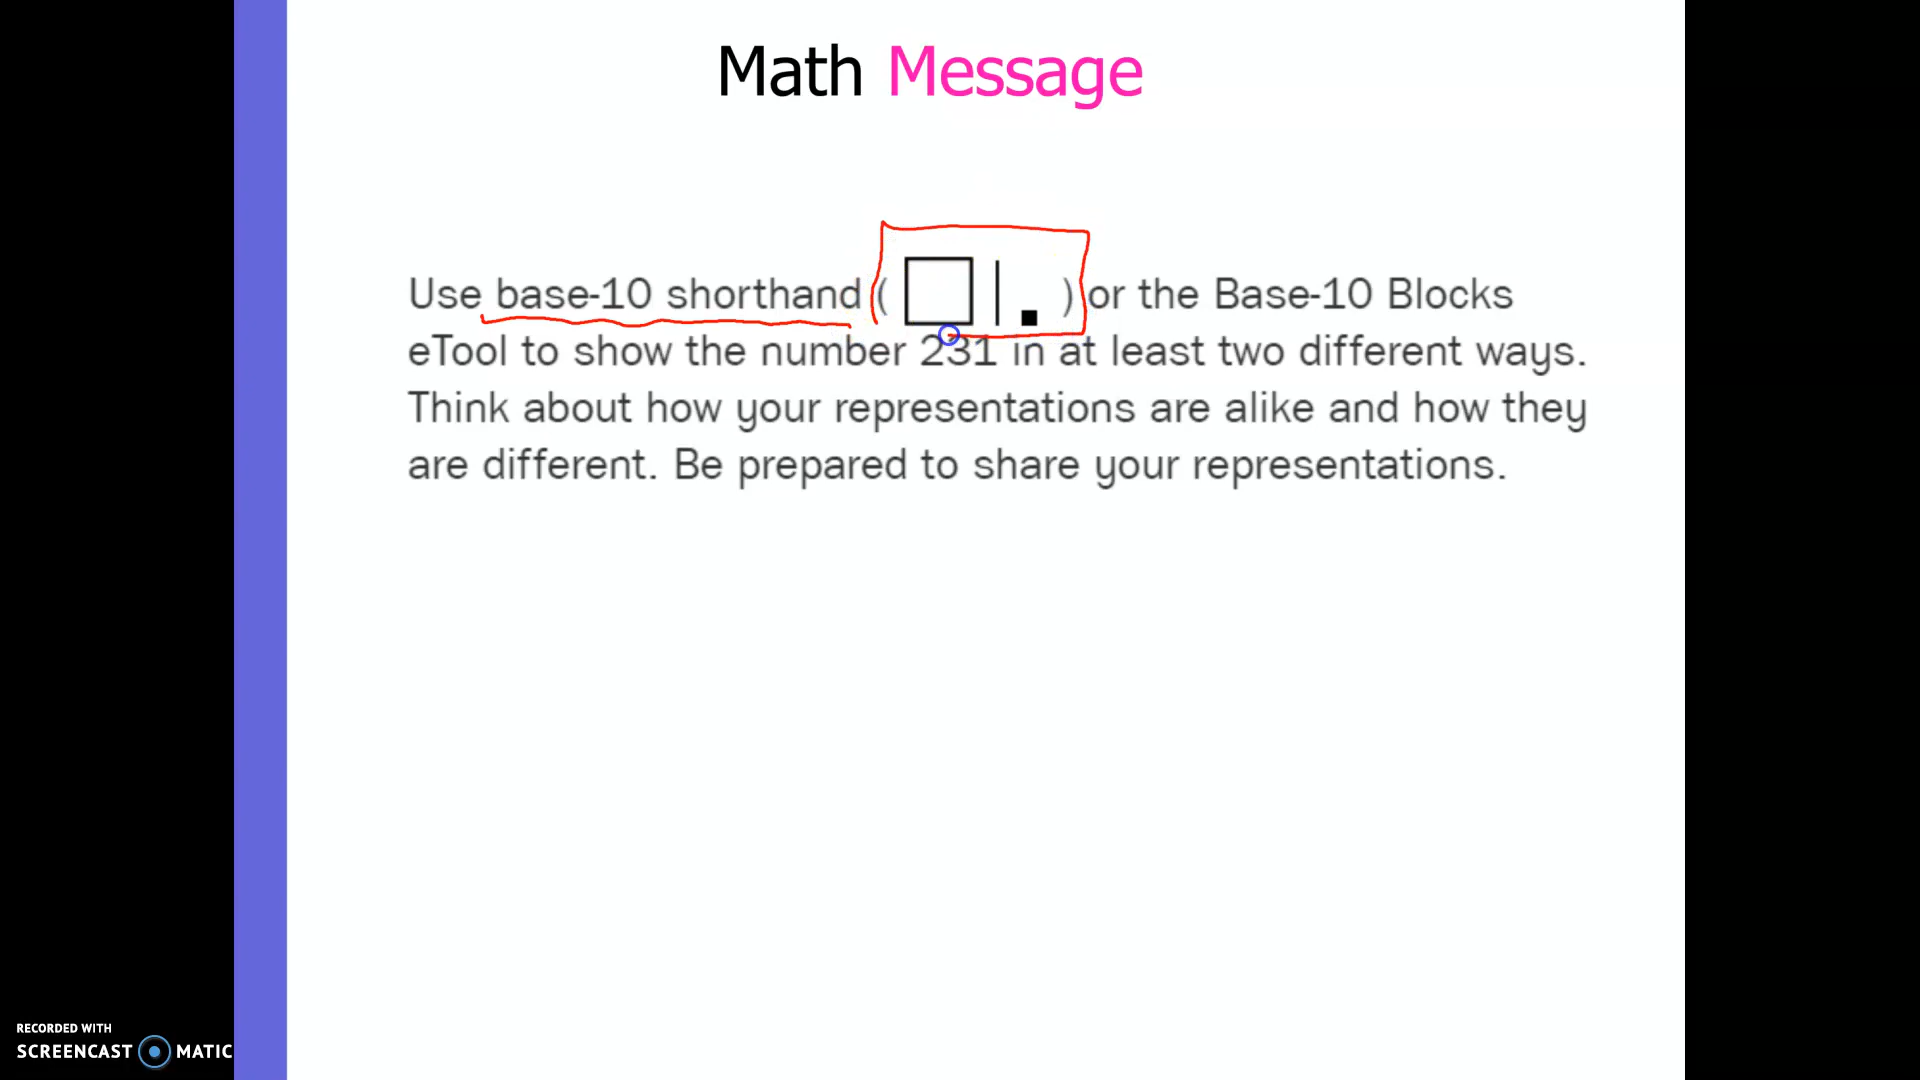 Math Message
Use base-10 shorthand ( □ | ▪ ) or the Base-10 Blocks
eTool to show the number 231 in at least two different ways.
Think about how your representations are alike and how they
are different. Be prepared to share your representations.
RECORDED WITH
SCREENCAST MATIC